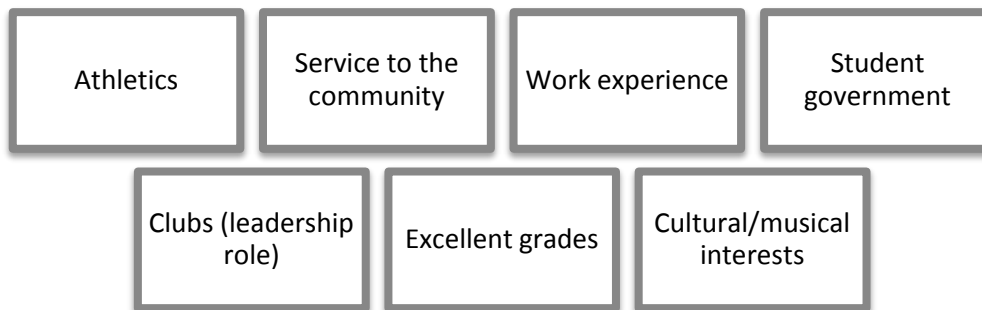 Athletics
Service to the
community
Work experience
Student
government
Clubs (leadership
role)
Excellent grades
Cultural/musical
interests